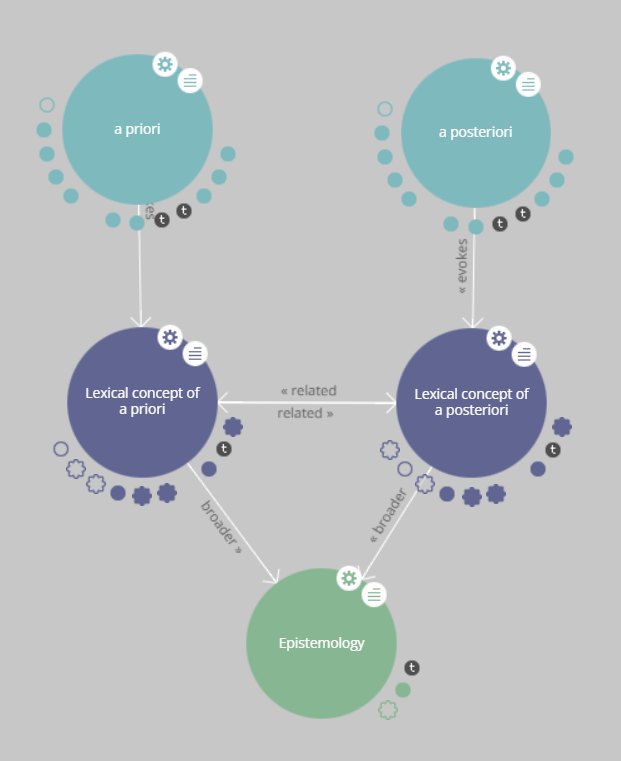 a priori
a posteriori
t
t
t
t
« evokes
Lexical concept of
a priori
« related
related »
Lexical concept of
a posteriori
t
t
broader »
« broader
Epistemology
t